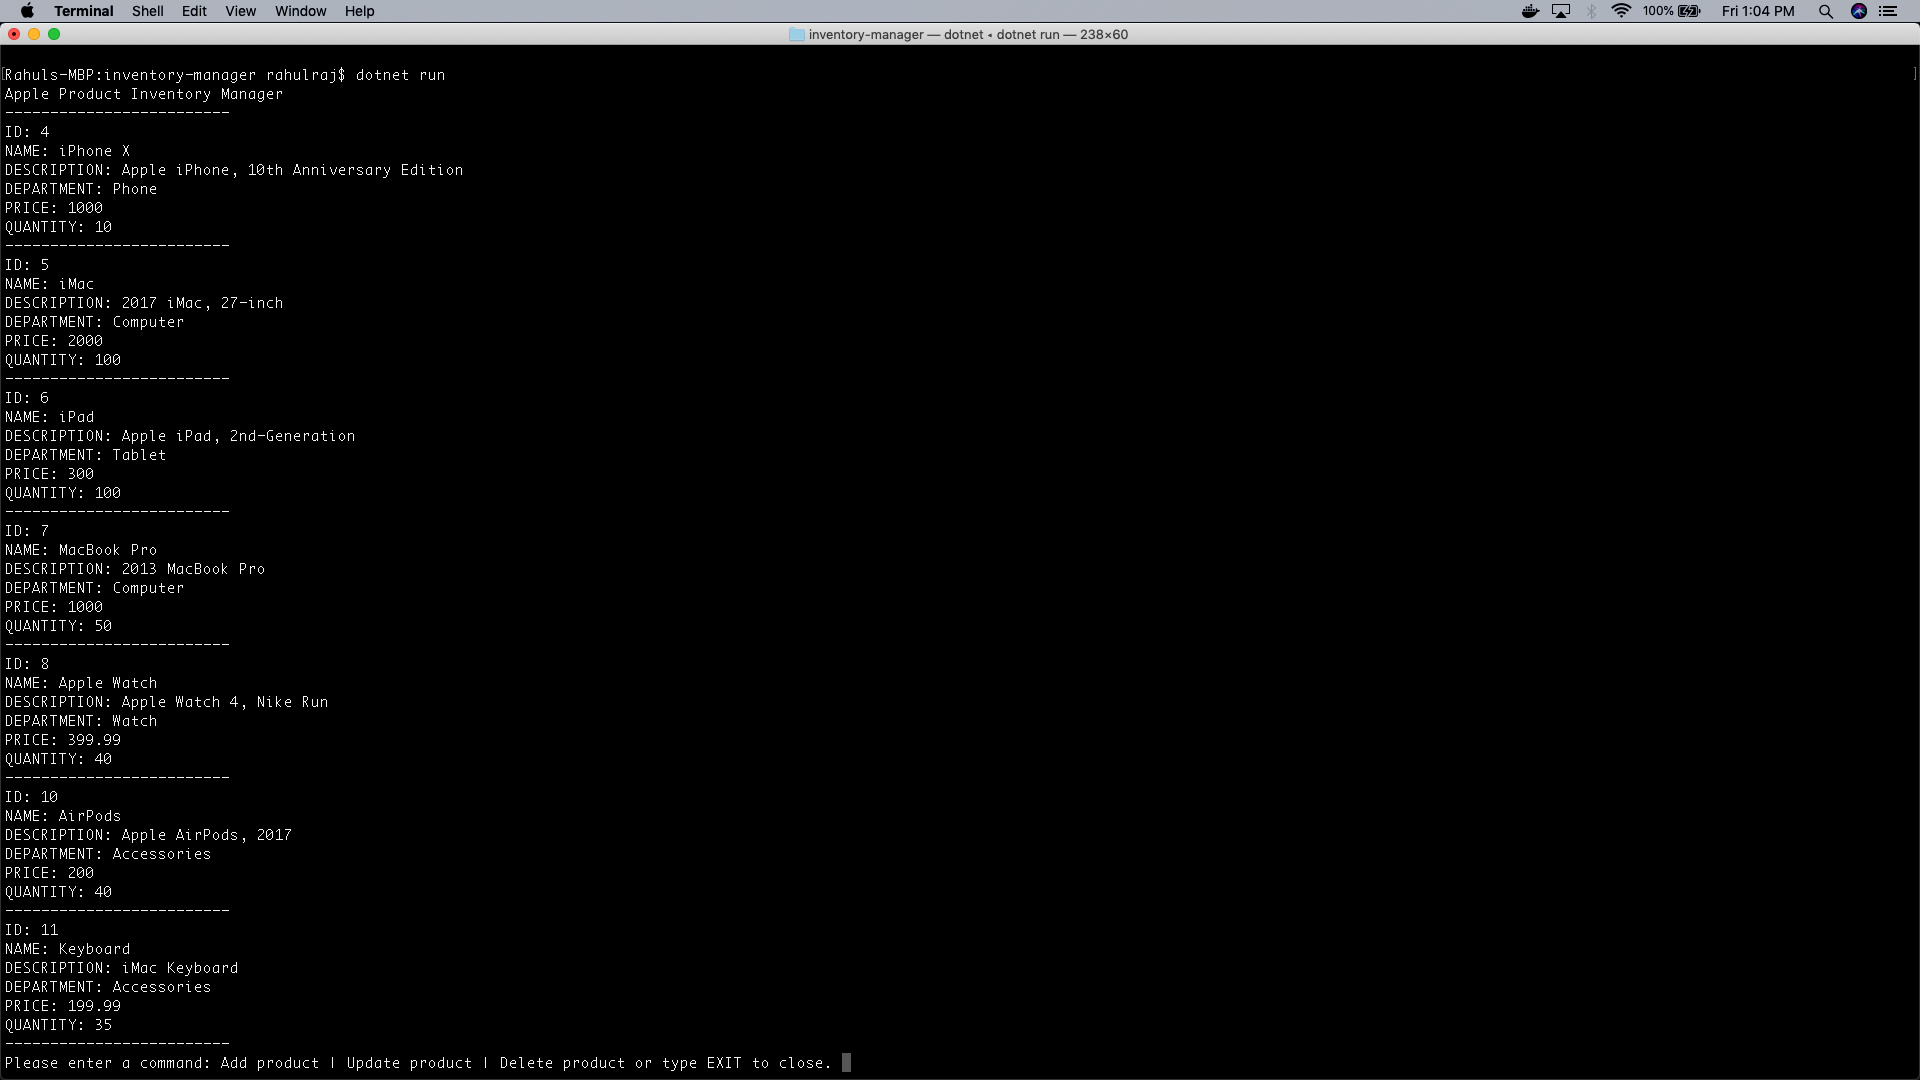 Terminal Shell Edit View Window Help 100% Fri 1:04 PM
inventory-manager — dotnet ◂ dotnet run — 238×60
[Rahuls-MBP:inventory-manager rahulraj$ dotnet run ]
Apple Product Inventory Manager
-------------------------
ID: 4
NAME: iPhone X
DESCRIPTION: Apple iPhone, 10th Anniversary Edition
DEPARTMENT: Phone
PRICE: 1000
QUANTITY: 10
-------------------------
ID: 5
NAME: iMac
DESCRIPTION: 2017 iMac, 27-inch
DEPARTMENT: Computer
PRICE: 2000
QUANTITY: 100
-------------------------
ID: 6
NAME: iPad
DESCRIPTION: Apple iPad, 2nd-Generation
DEPARTMENT: Tablet
PRICE: 300
QUANTITY: 100
-------------------------
ID: 7
NAME: MacBook Pro
DESCRIPTION: 2013 MacBook Pro
DEPARTMENT: Computer
PRICE: 1000
QUANTITY: 50
-------------------------
ID: 8
NAME: Apple Watch
DESCRIPTION: Apple Watch 4, Nike Run
DEPARTMENT: Watch
PRICE: 399.99
QUANTITY: 40
-------------------------
ID: 10
NAME: AirPods
DESCRIPTION: Apple AirPods, 2017
DEPARTMENT: Accessories
PRICE: 200
QUANTITY: 40
-------------------------
ID: 11
NAME: Keyboard
DESCRIPTION: iMac Keyboard
DEPARTMENT: Accessories
PRICE: 199.99
QUANTITY: 35
-------------------------
Please enter a command: Add product | Update product | Delete product or type EXIT to close.